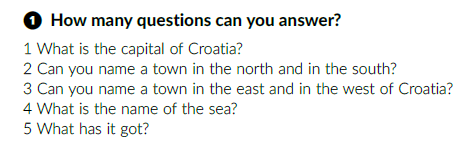 1 How many questions can you answer?
1 What is the capital of Croatia?
2 Can you name a town in the north and in the south?
3 Can you name a town in the east and in the west of Croatia?
4 What is the name of the sea?
5 What has it got?